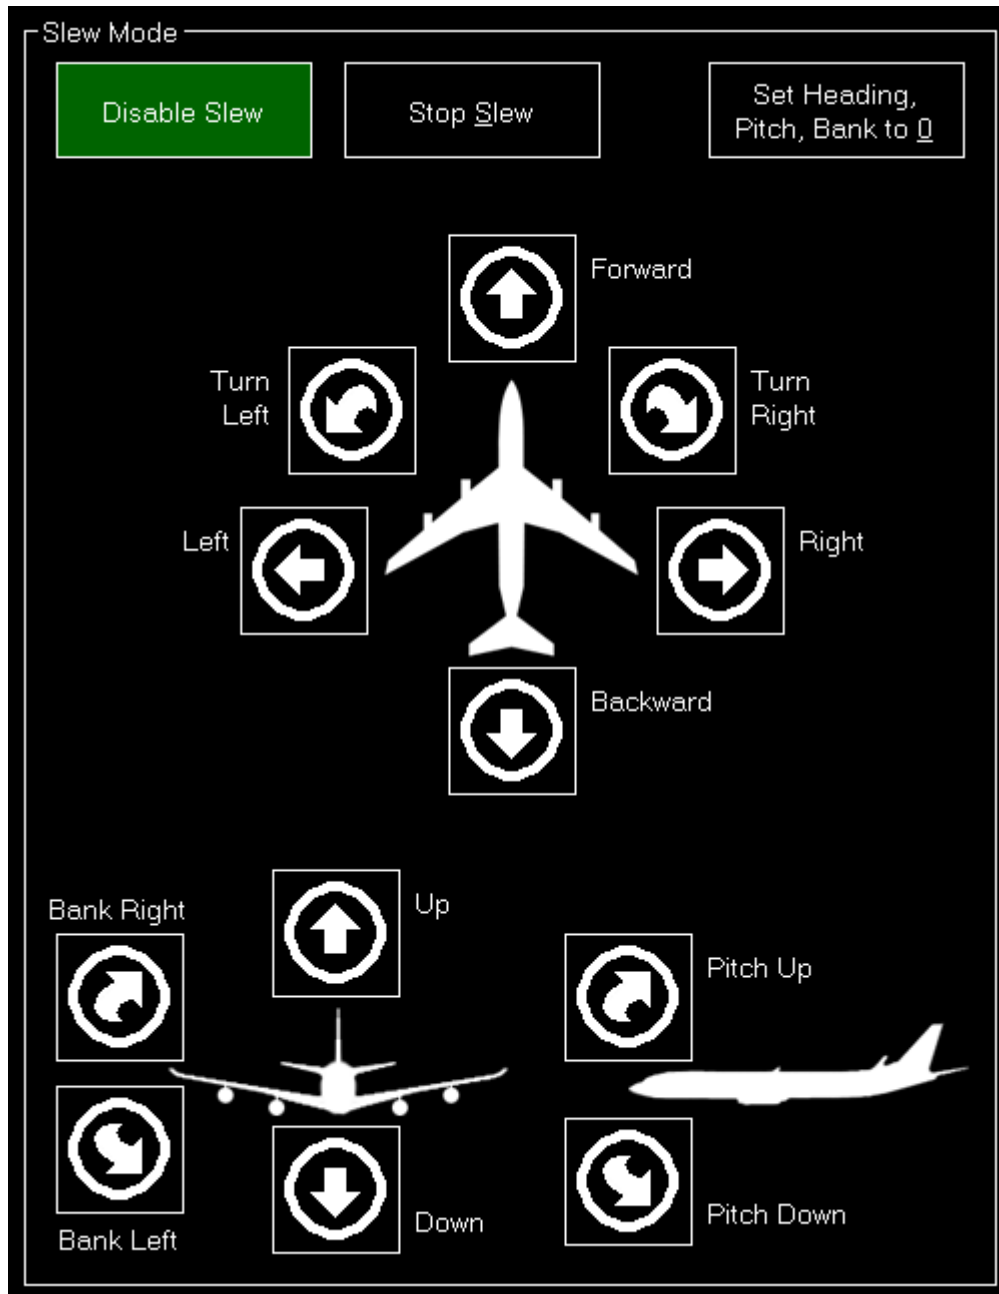 Slew Mode
Disable Slew
Stop Slew
Set Heading,
Pitch, Bank to 0
Forward
Turn
Left
Turn
Right
Left
Right
Backward
Bank Right
Up
Pitch Up
Bank Left
Down
Pitch Down